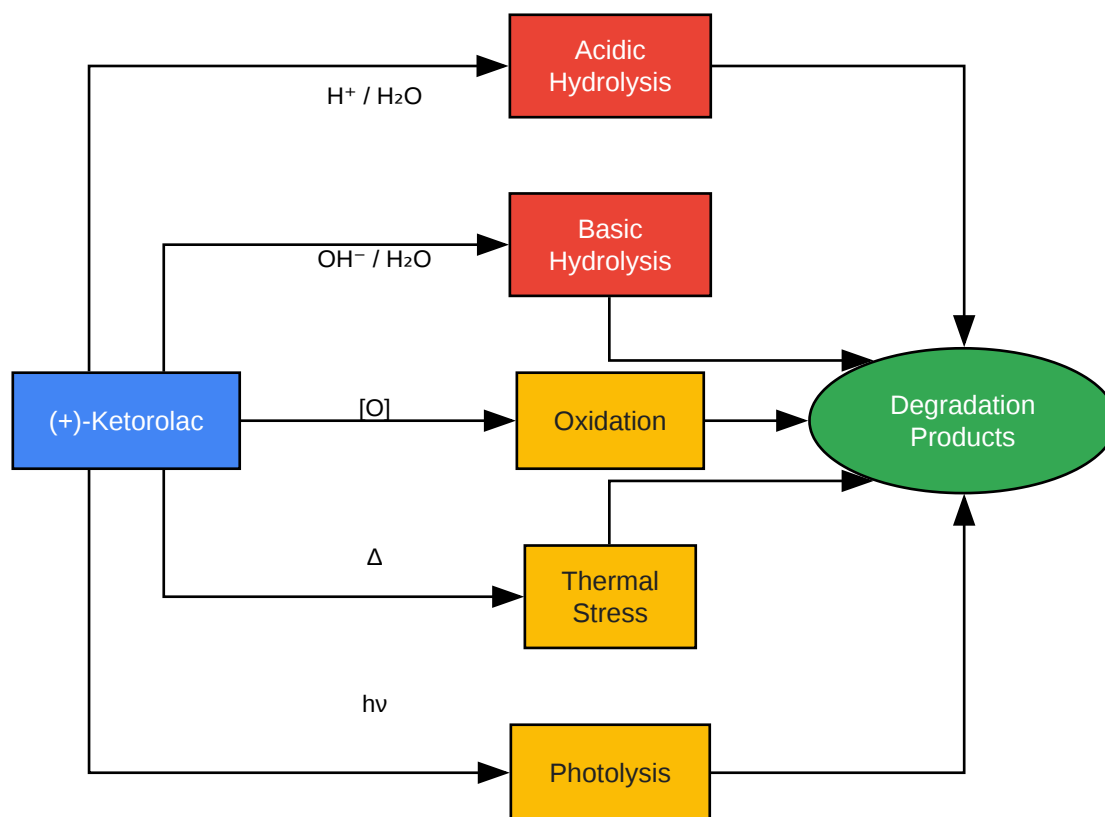 Acidic
Hydrolysis
H⁺ / H₂O
Basic
Hydrolysis
OH⁻ / H₂O
(+)-Ketorolac
[O]
Oxidation
Degradation
Products
Δ
Thermal
Stress
hν
Photolysis